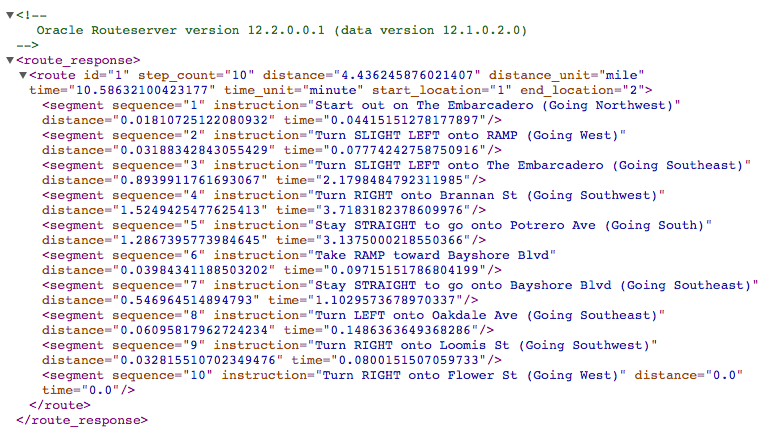 ▼<!--
Oracle Routeserver version 12.2.0.0.1 (data version 12.1.0.2.0)
-->
▼<route_response>
▼<route id="1" step_count="10" distance="4.436245876021407" distance_unit="mile"
time="10.58632100423177" time_unit="minute" start_location="1" end_location="2">
<segment sequence="1" instruction="Start out on The Embarcadero (Going Northwest)"
distance="0.01810725122080932" time="0.04415151278177897"/>
<segment sequence="2" instruction="Turn SLIGHT LEFT onto RAMP (Going West)"
distance="0.03188342843055429" time="0.07774242758750916"/>
<segment sequence="3" instruction="Turn SLIGHT LEFT onto The Embarcadero (Going Southeast)"
distance="0.8939911761693067" time="2.1798484792311985"/>
<segment sequence="4" instruction="Turn RIGHT onto Brannan St (Going Southwest)"
distance="1.5249425477625413" time="3.7183182378609976"/>
<segment sequence="5" instruction="Stay STRAIGHT to go onto Potrero Ave (Going South)"
distance="1.2867395773984645" time="3.1375000218550366"/>
<segment sequence="6" instruction="Take RAMP toward Bayshore Blvd"
distance="0.03984341188503202" time="0.09715151786804199"/>
<segment sequence="7" instruction="Stay STRAIGHT to go onto Bayshore Blvd (Going Southeast)"
distance="0.546964514894793" time="1.1029573678970337"/>
<segment sequence="8" instruction="Turn LEFT onto Oakdale Ave (Going Southeast)"
distance="0.06095817962724234" time="0.1486363649368286"/>
<segment sequence="9" instruction="Turn RIGHT onto Loomis St (Going Southwest)"
distance="0.032815510702349476" time="0.0800151507059733"/>
<segment sequence="10" instruction="Turn RIGHT onto Flower St (Going West)" distance="0.0"
time="0.0"/>
</route>
</route_response>